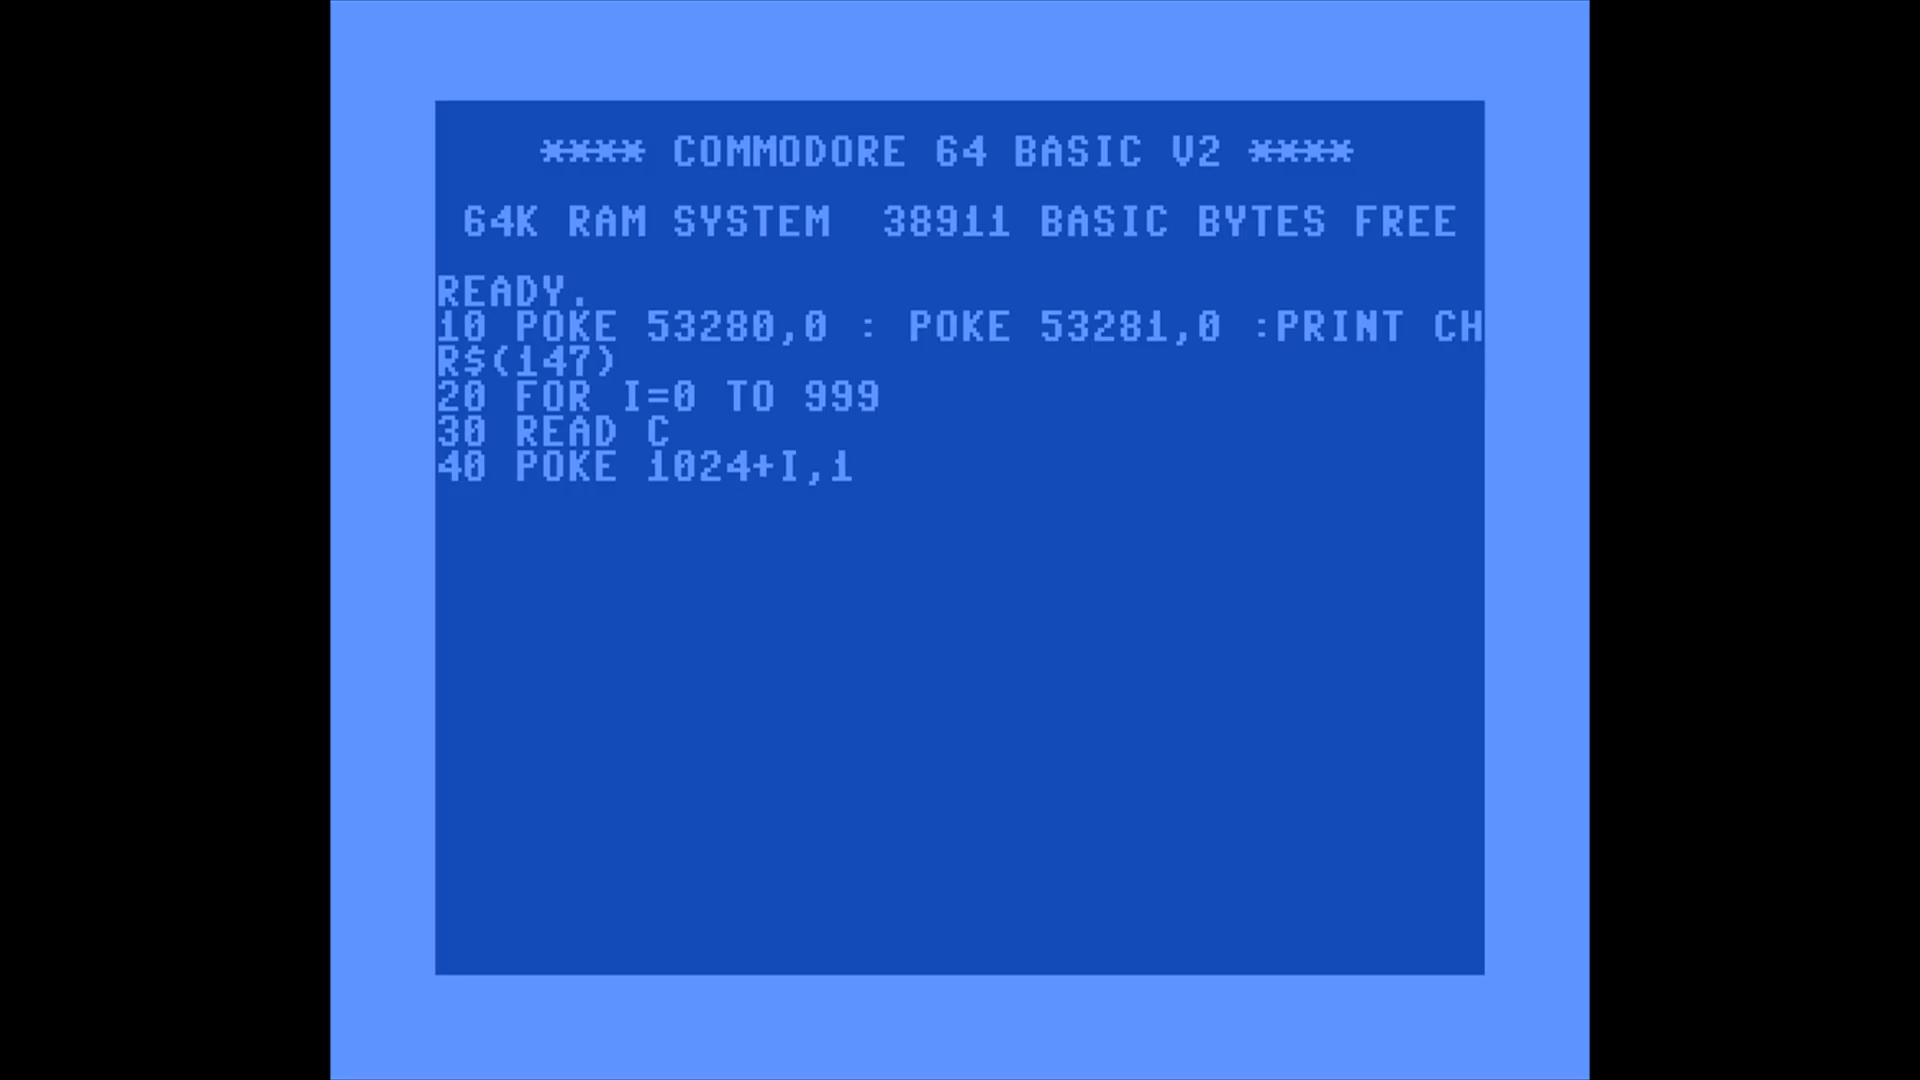 **** COMMODORE 64 BASIC V2 ****
64K RAM SYSTEM  38911 BASIC BYTES FREE
READY.
10 POKE 53280,0 : POKE 53281,0 :PRINT CH
R$(147)
20 FOR I=0 TO 999
30 READ C
40 POKE 1024+I,1